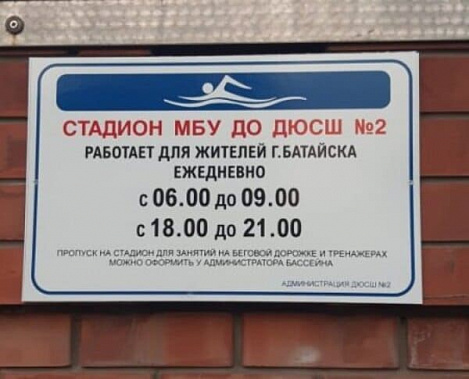 СТАДИОН МБУ ДО ДЮСШ №2
РАБОТАЕТ ДЛЯ ЖИТЕЛЕЙ Г.БАТАЙСКА
ЕЖЕДНЕВНО
с 06.00 до 09.00
с 18.00 до 21.00
ПРОПУСК НА СТАДИОН ДЛЯ ЗАНЯТИЙ НА БЕГОВОЙ ДОРОЖКЕ И ТРЕНАЖЕРАХ
МОЖНО ОФОРМИТЬ У АДМИНИСТРАТОРА БАССЕЙНА
АДМИНИСТРАЦИЯ ДЮСШ №2